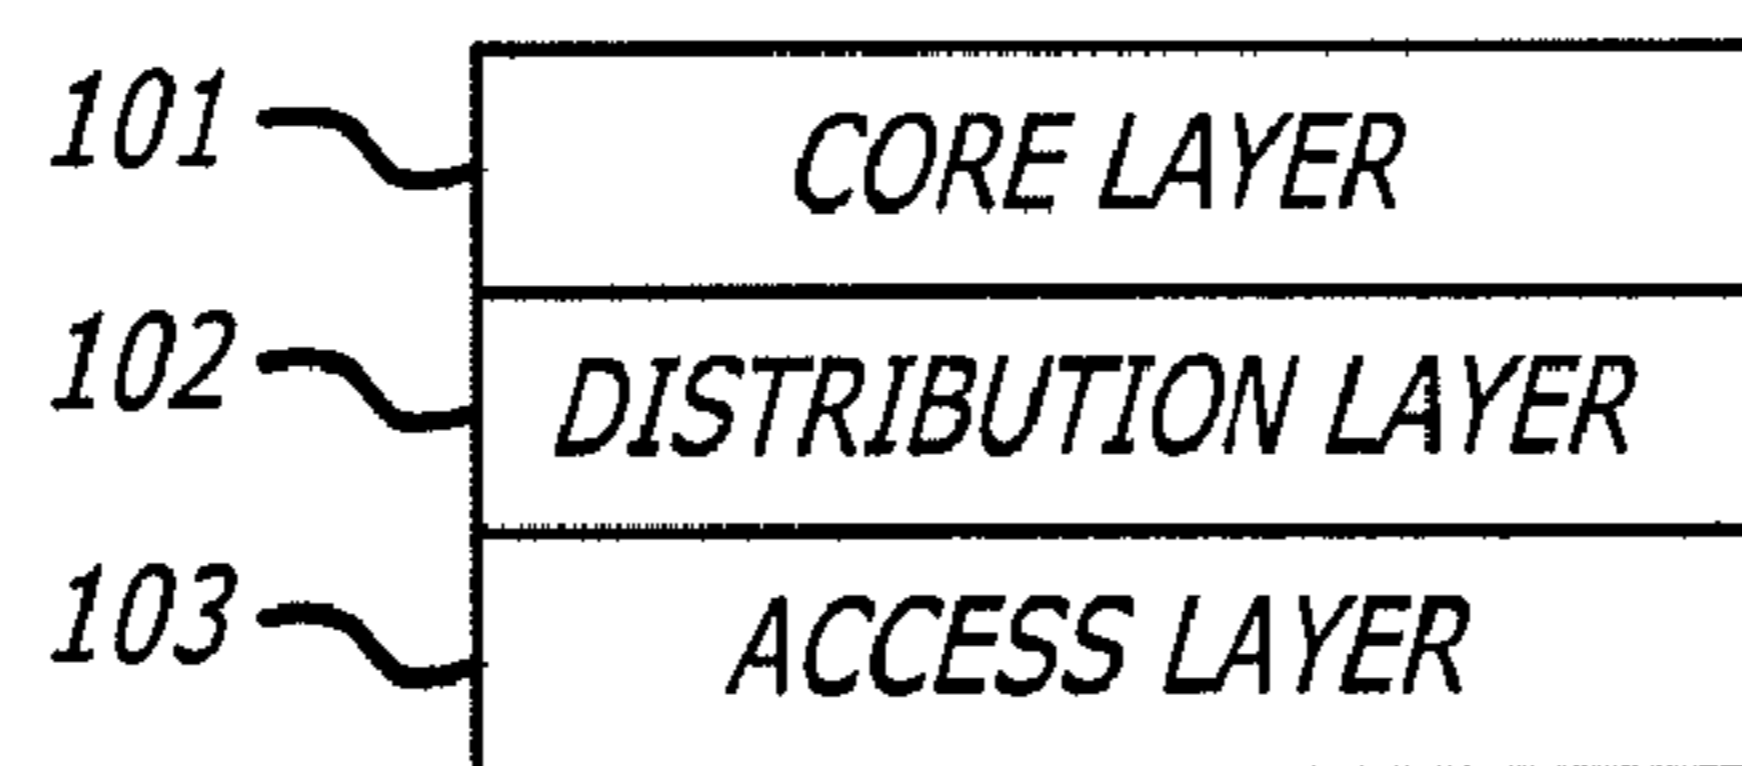 101 CORE LAYER
102 DISTRIBUTION LAYER
103 ACCESS LAYER